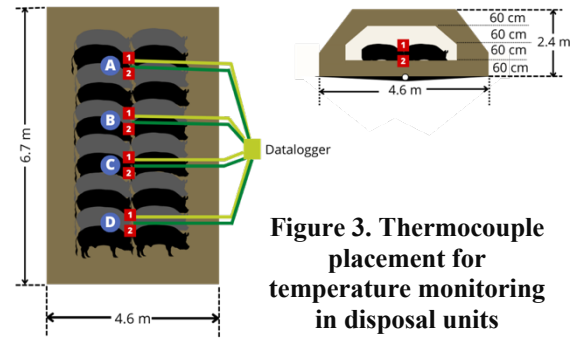 A
1
2
B
1
2
C
1
2
D
1
2
6.7 m
4.6 m
Datalogger
1
2
60 cm
60 cm
60 cm
60 cm
2.4 m
4.6 m
Figure 3. Thermocouple
placement for
temperature monitoring
in disposal units